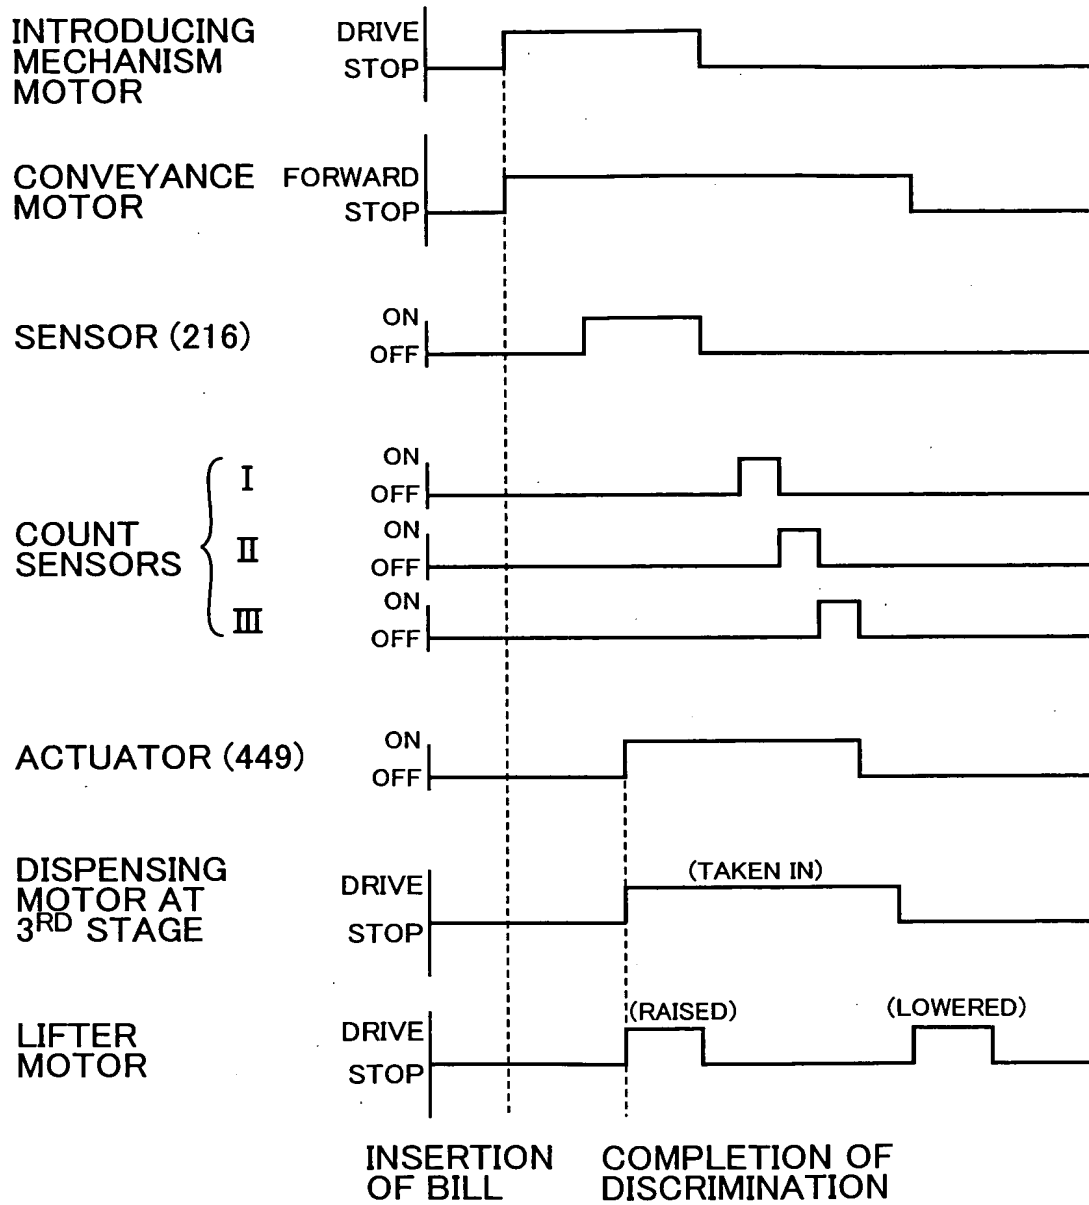 INTRODUCING
MECHANISM
MOTOR
DRIVE
STOP
CONVEYANCE
MOTOR
FORWARD
STOP
SENSOR (216)
ON
OFF
COUNT
SENSORS
I
ON
OFF
II
ON
OFF
III
ON
OFF
ACTUATOR (449)
ON
OFF
DISPENSING
MOTOR AT
3RD STAGE
DRIVE
STOP
(TAKEN IN)
LIFTER
MOTOR
DRIVE
STOP
(RAISED)
(LOWERED)
INSERTION
OF BILL
COMPLETION OF
DISCRIMINATION